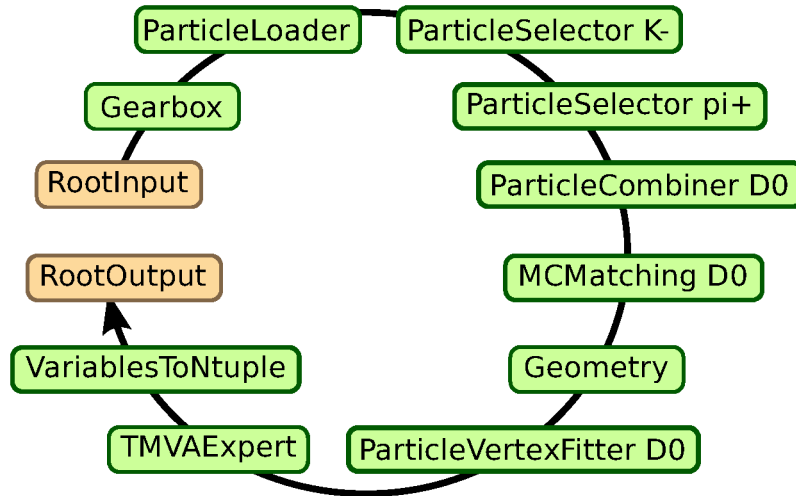 ParticleLoader
ParticleSelector K-
Gearbox
ParticleSelector pi+
RootInput
ParticleCombiner D0
RootOutput
MCMatching D0
VariablesToNtuple
Geometry
TMVAExpert
ParticleVertexFitter D0